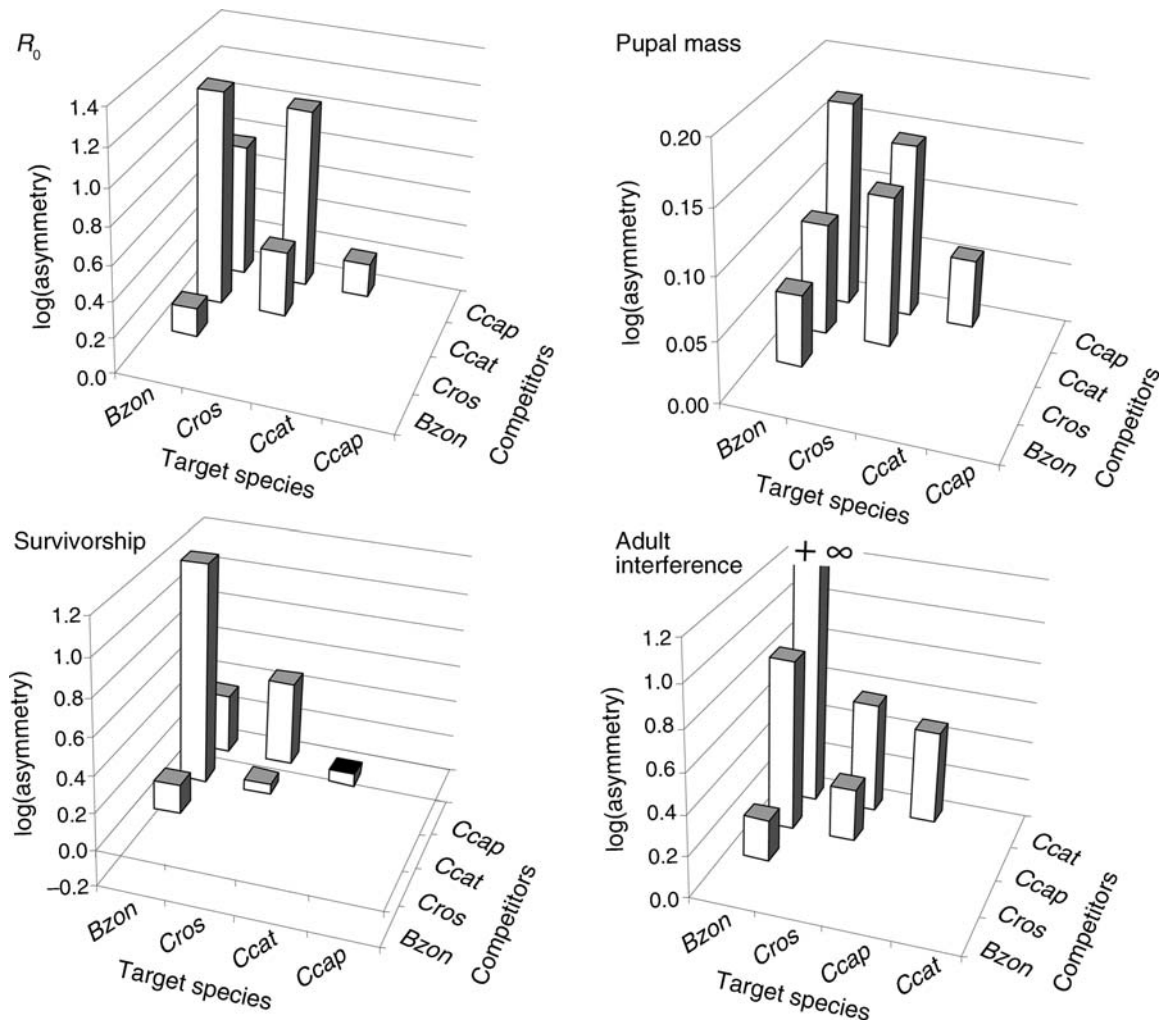 R0
log(asymmetry)
1.4
1.2
1.0
0.8
0.6
0.4
0.2
0.0
Bzon
Cros
Ccat
Ccap
Target species
Bzon
Cros
Ccat
Ccap
Competitors
Pupal mass
log(asymmetry)
0.20
0.15
0.10
0.05
0.00
Bzon
Cros
Ccat
Ccap
Target species
Bzon
Cros
Ccat
Ccap
Competitors
Survivorship
log(asymmetry)
1.2
1.0
0.8
0.6
0.4
0.2
0.0
−0.2
Bzon
Cros
Ccat
Ccap
Target species
Bzon
Cros
Ccat
Ccap
Competitors
Adult
interference
+ ∞
log(asymmetry)
1.2
1.0
0.8
0.6
0.4
0.2
0.0
Bzon
Cros
Ccap
Ccat
Target species
Bzon
Cros
Ccap
Ccat
Competitors